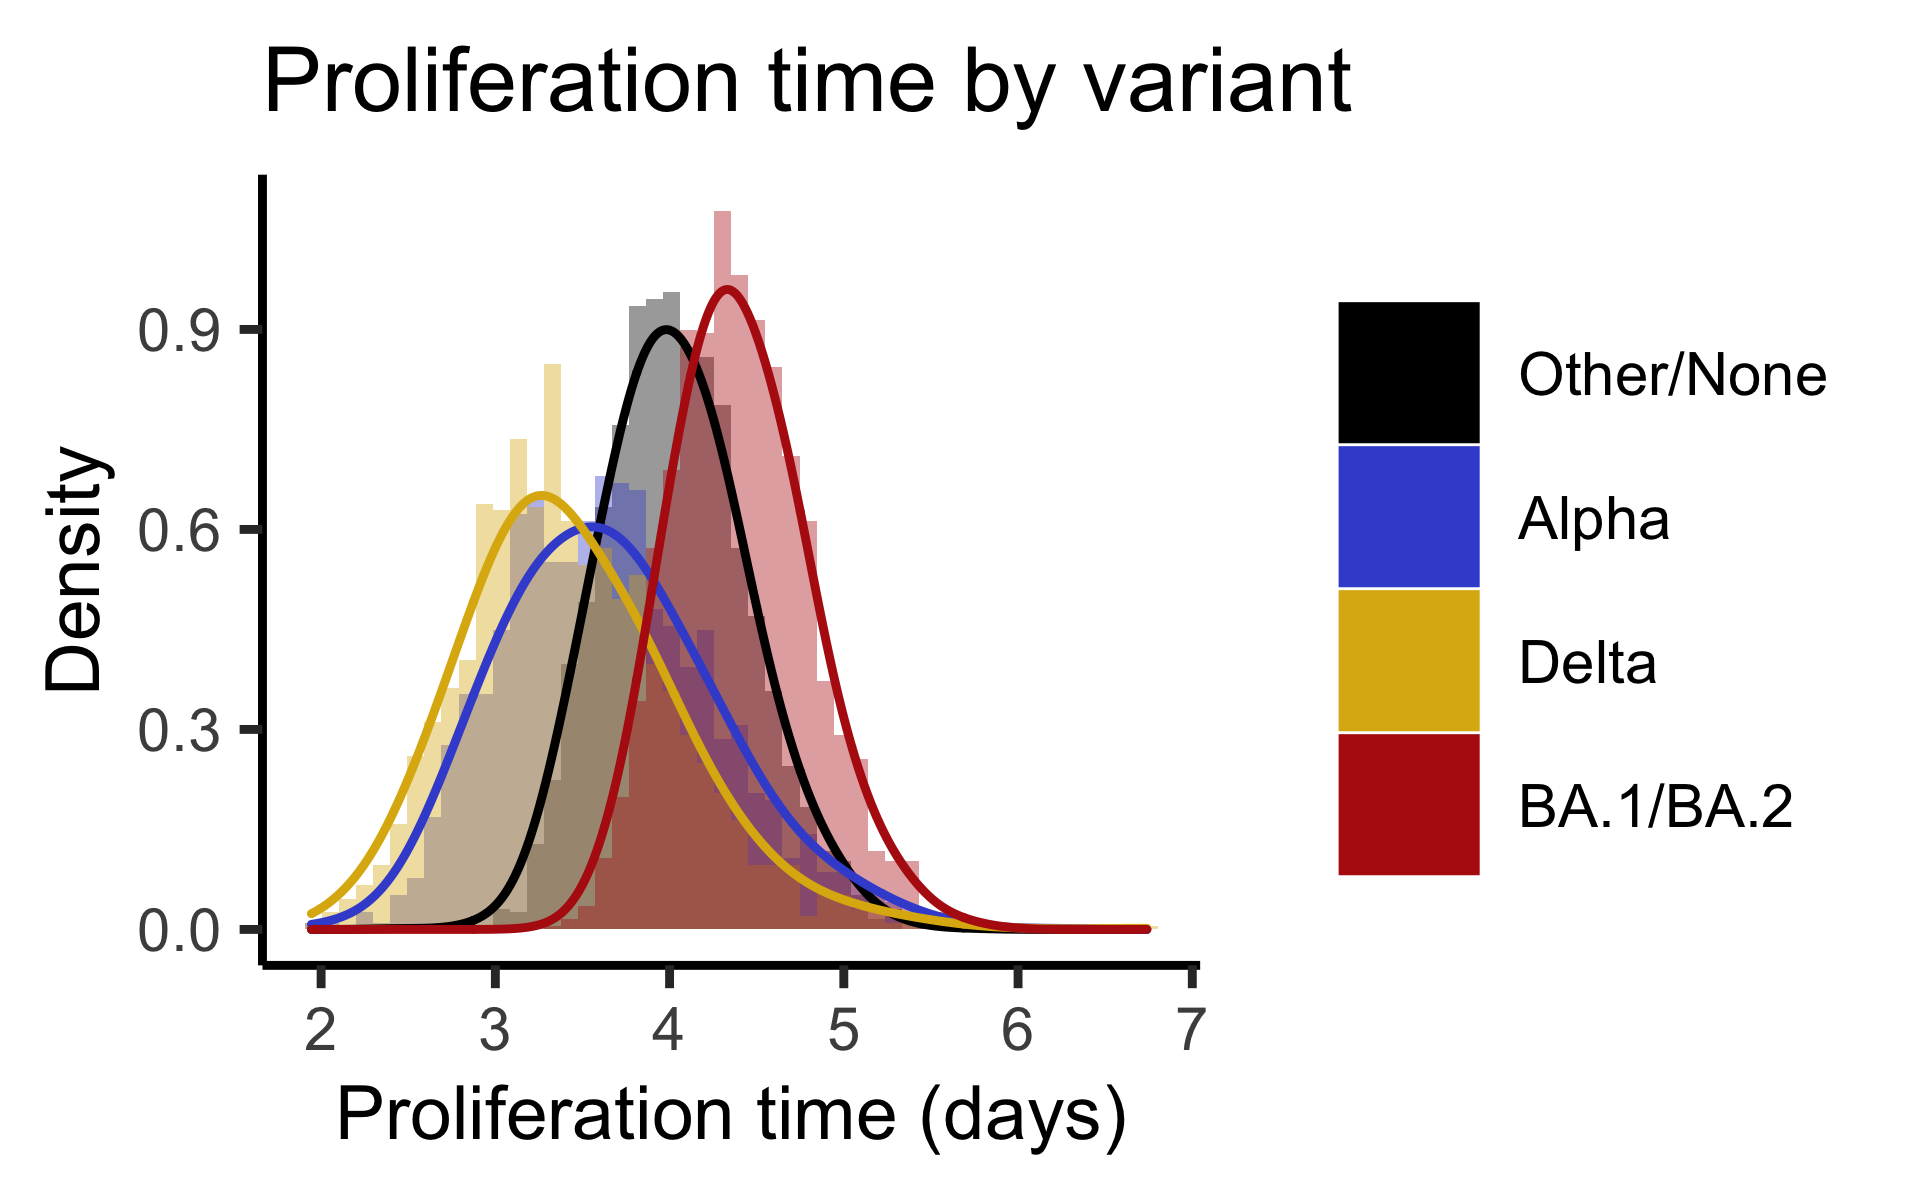 Proliferation time by variant
Density
0.9
0.6
0.3
0.0
2 3 4 5 6 7
Proliferation time (days)
Other/None
Alpha
Delta
BA.1/BA.2